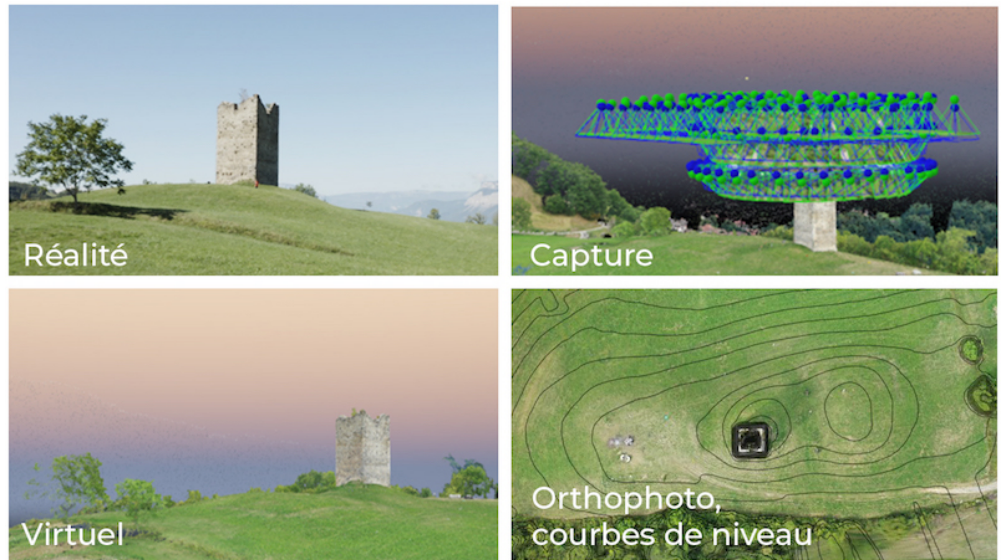 Réalité
Capture
Virtuel
Orthophoto,
courbes de niveau